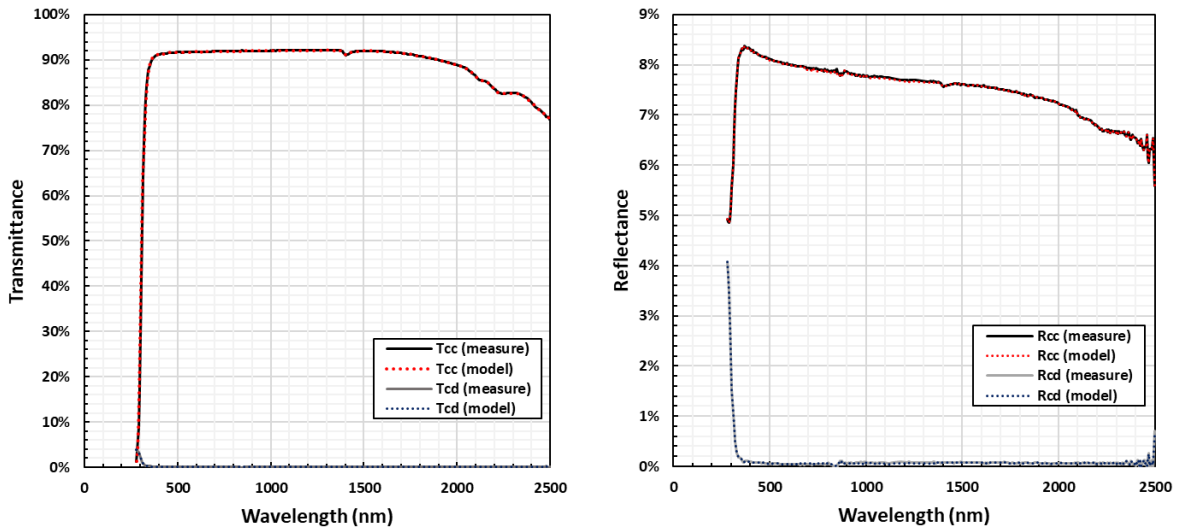 100%
90%
80%
70%
60%
50%
40%
30%
20%
10%
0%
Transmittance
0
500
1000
1500
2000
2500
Wavelength (nm)
Tcc (measure)
Tcc (model)
Tcd (measure)
Tcd (model)
9%
8%
7%
6%
5%
4%
3%
2%
1%
0%
Reflectance
0
500
1000
1500
2000
2500
Wavelength (nm)
Rcc (measure)
Rcc (model)
Rcd (measure)
Rcd (model)